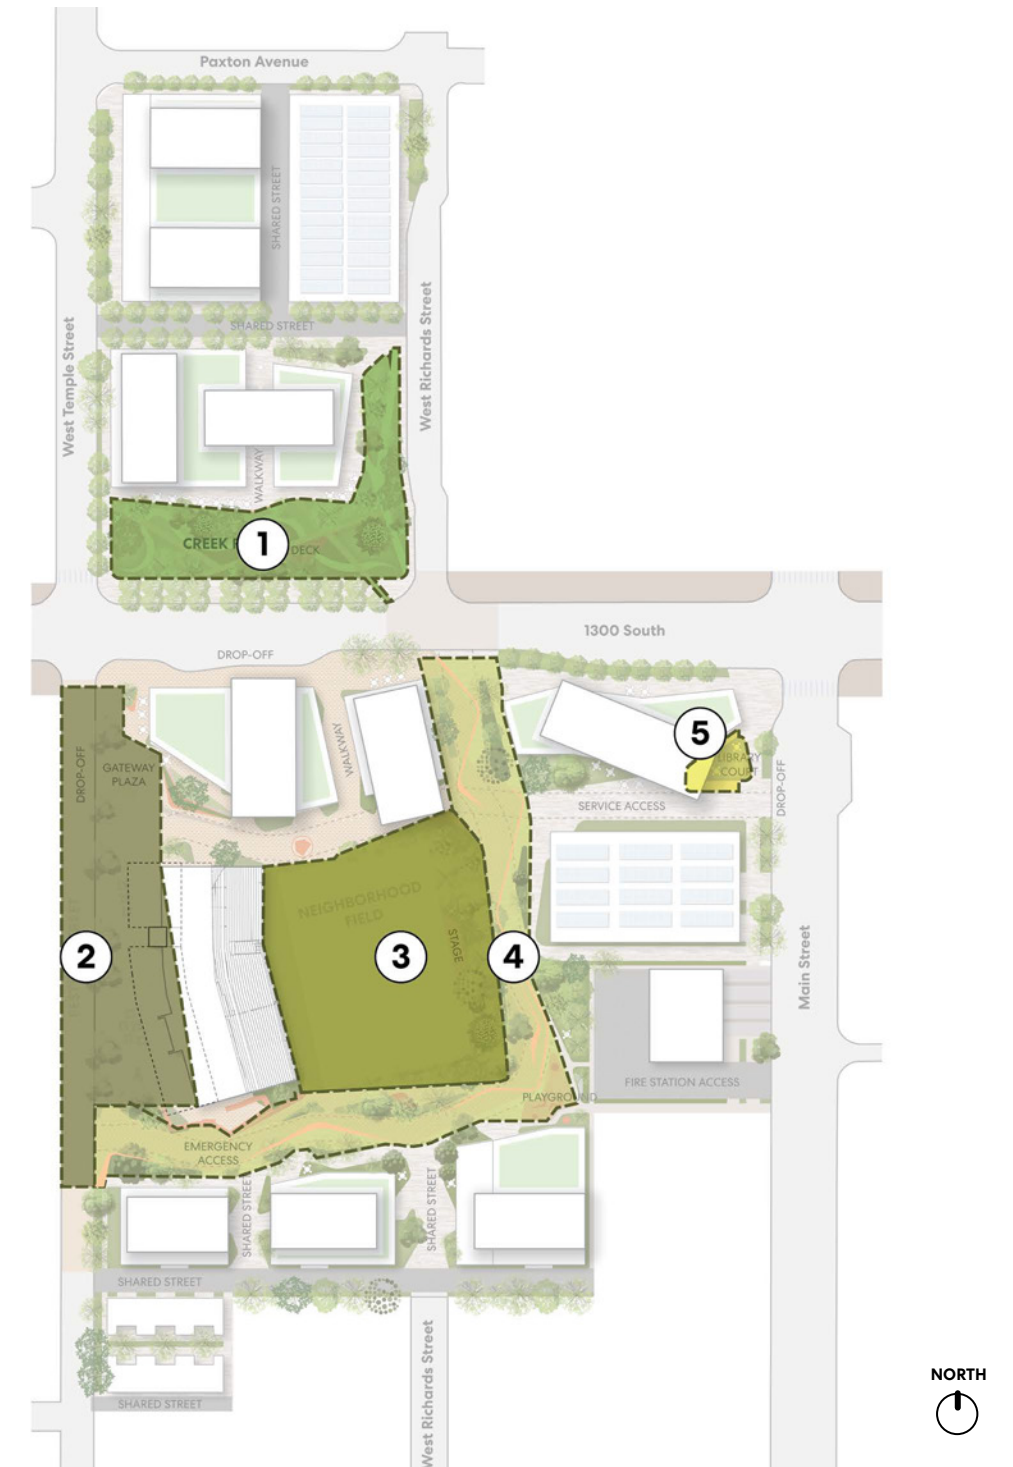 Paxton Avenue
SHARED STREET
SHARED STREET
West Temple Street
West Richards Street
WALKWAY
CREEK
1
DECK
1300 South
DROP-OFF
WALKWAY
5
LIBRARY
COURT
DROP-OFF
GATEWAY
PLAZA
DROP-OFF
SERVICE ACCESS
NEIGHBORHOOD
FIELD
STAGE
2
3
4
Main Street
FIRE STATION ACCESS
PLAYGROUND
EMERGENCY
ACCESS
SHARED STREET
SHARED STREET
SHARED STREET
West Richards Street
SHARED STREET
NORTH